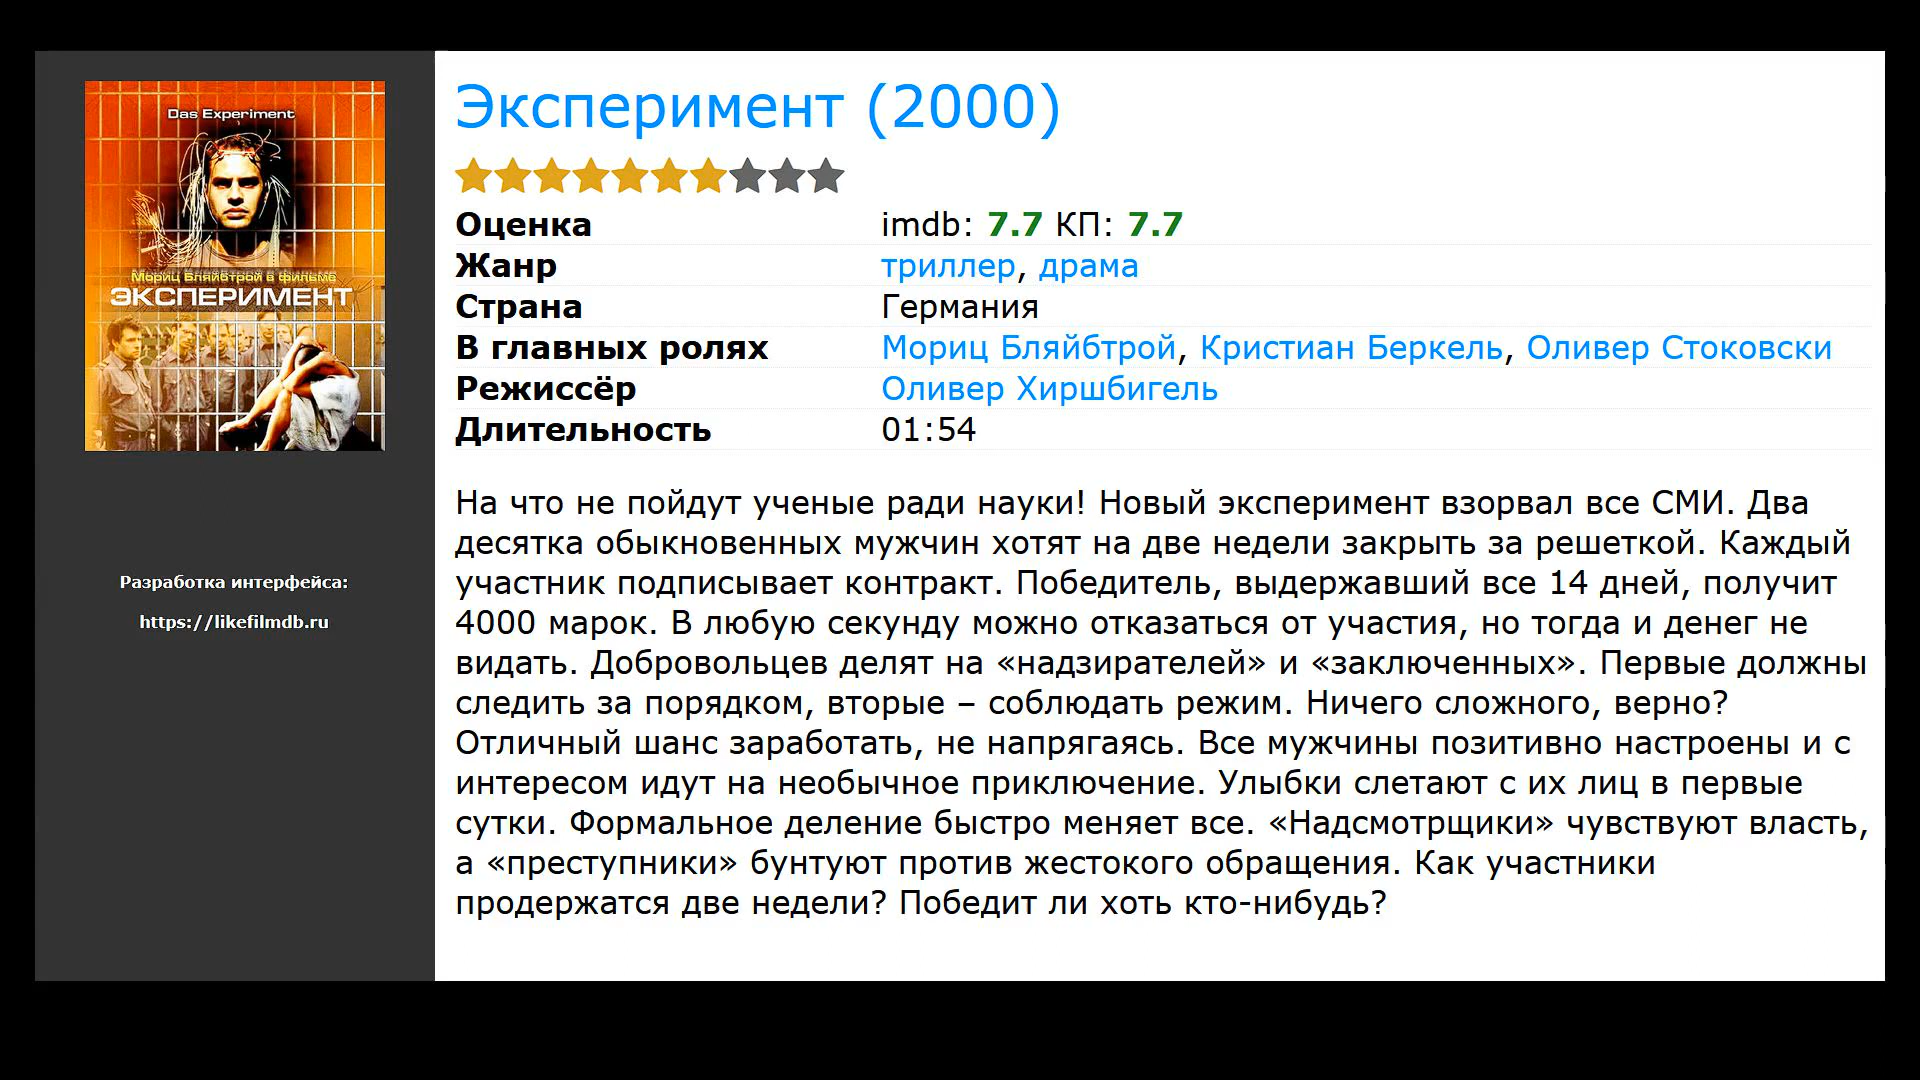 Das Experiment
Мориц Бляйбтрой в фильме
ЭКСПЕРИМЕНТ
Разработка интерфейса:
https://likefilmdb.ru
Эксперимент (2000)
Оценка imdb: 7.7 КП: 7.7
Жанр триллер, драма
Страна Германия
В главных ролях Мориц Бляйбтрой, Кристиан Беркель, Оливер Стоковски
Режиссёр Оливер Хиршбигель
Длительность 01:54
На что не пойдут ученые ради науки! Новый эксперимент взорвал все СМИ. Два
десятка обыкновенных мужчин хотят на две недели закрыть за решеткой. Каждый
участник подписывает контракт. Победитель, выдержавший все 14 дней, получит
4000 марок. В любую секунду можно отказаться от участия, но тогда и денег не
видать. Добровольцев делят на «надзирателей» и «заключенных». Первые должны
следить за порядком, вторые – соблюдать режим. Ничего сложного, верно?
Отличный шанс заработать, не напрягаясь. Все мужчины позитивно настроены и с
интересом идут на необычное приключение. Улыбки слетают с их лиц в первые
сутки. Формальное деление быстро меняет все. «Надсмотрщики» чувствуют власть,
а «преступники» бунтуют против жестокого обращения. Как участники
продержатся две недели? Победит ли хоть кто-нибудь?